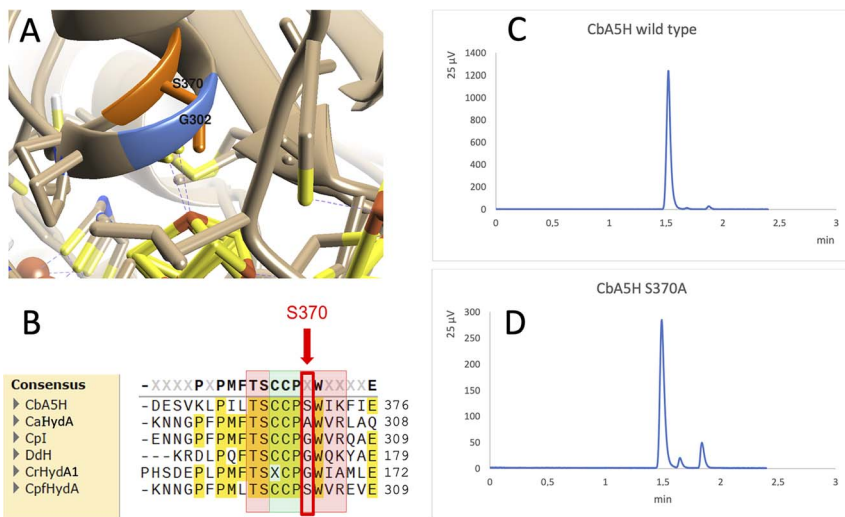 A
S370
G302
B
S370
Consensus
-XXXXPXPMFTSCCPXWXXXXE
CbA5H
-DESVKLPILTSCCPSWIKFIE 376
CaHydA
-KNNGPFPMFTSCCPAWVRLAQ 308
CpI
-ENNGPFPMFTSCCPGWVRQAE 309
DdH
---KRDLPQFTSCCPGWQKYAE 179
CrHydA1
PHSDEPLPMFTSXCPGWIAMLE 172
CpfHydA
-KNNGPFPMLTSCCPSWVREVE 309
C
CbA5H wild type
25 µV
1400
1200
1000
800
600
400
200
0
0 0,5 1 1,5 2 2,5 3
min
D
CbA5H S370A
25 µV
300
250
200
150
100
50
0
0 0,5 1 1,5 2 2,5 3
min